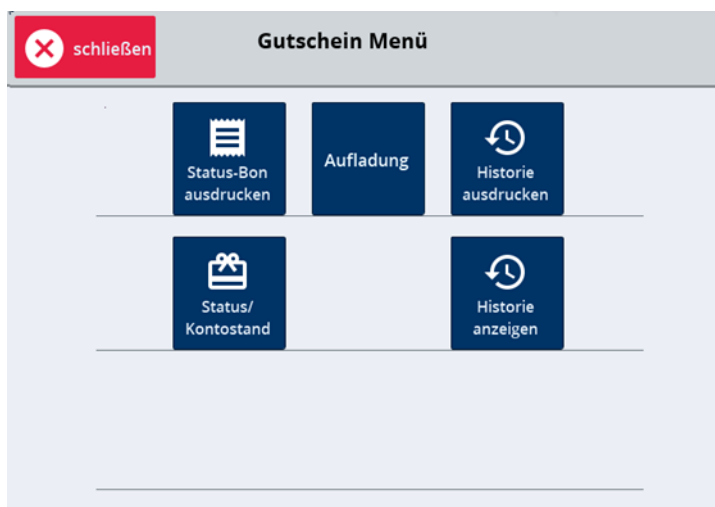 schließen
Gutschein Menü
Status-Bon
ausdrucken
Aufladung
Historie
ausdrucken
Status/
Kontostand
Historie
anzeigen